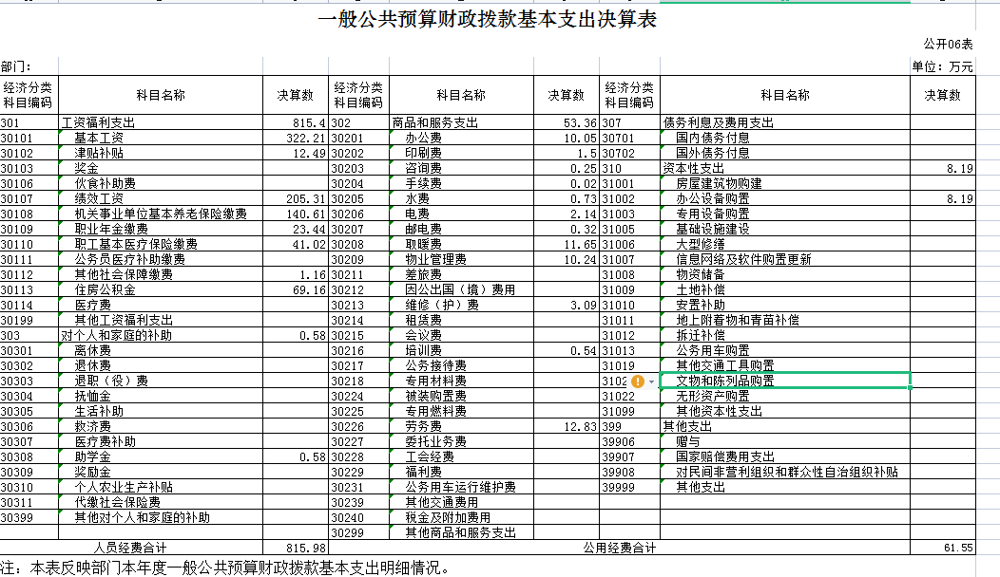 一般公共预算财政拨款基本支出决算表
公开06表
部门： 单位：万元
经济分类科目编码 科目名称 决算数 经济分类科目编码 科目名称 决算数 经济分类科目编码 科目名称 决算数
301 工资福利支出 815.4 302 商品和服务支出 53.36 307 债务利息及费用支出
30101 基本工资 322.21 30201 办公费 10.05 30701 国内债务付息
30102 津贴补贴 12.49 30202 印刷费 1.5 30702 国外债务付息
30103 奖金 30203 咨询费 0.25 310 资本性支出 8.19
30106 伙食补助费 30204 手续费 0.02 31001 房屋建筑物购建
30107 绩效工资 205.31 30205 水费 0.73 31002 办公设备购置 8.19
30108 机关事业单位基本养老保险缴费 140.61 30206 电费 2.14 31003 专用设备购置
30109 职业年金缴费 23.44 30207 邮电费 0.32 31005 基础设施建设
30110 职工基本医疗保险缴费 41.02 30208 取暖费 11.65 31006 大型修缮
30111 公务员医疗补助缴费 30209 物业管理费 10.24 31007 信息网络及软件购置更新
30112 其他社会保障缴费 1.16 30211 差旅费 31008 物资储备
30113 住房公积金 69.16 30212 因公出国（境）费用 31009 土地补偿
30114 医疗费 30213 维修（护）费 3.09 31010 安置补助
30199 其他工资福利支出 30214 租赁费 31011 地上附着物和青苗补偿
303 对个人和家庭的补助 0.58 30215 会议费 31012 拆迁补偿
30301 离休费 30216 培训费 0.54 31013 公务用车购置
30302 退休费 30217 公务接待费 31019 其他交通工具购置
30303 退职（役）费 30218 专用材料费 3102 文物和陈列品购置
30304 抚恤金 30224 被装购置费 31022 无形资产购置
30305 生活补助 30225 专用燃料费 31099 其他资本性支出
30306 救济费 30226 劳务费 12.83 399 其他支出
30307 医疗费补助 30227 委托业务费 39906 赠与
30308 助学金 0.58 30228 工会经费 39907 国家赔偿费用支出
30309 奖励金 30229 福利费 39908 对民间非营利组织和群众性自治组织补贴
30310 个人农业生产补贴 30231 公务用车运行维护费 39999 其他支出
30311 代缴社会保险费 30239 其他交通费用
30399 其他对个人和家庭的补助 30240 税金及附加费用
30299 其他商品和服务支出
人员经费合计 815.98 公用经费合计 61.55
注：本表反映部门本年度一般公共预算财政拨款基本支出明细情况。